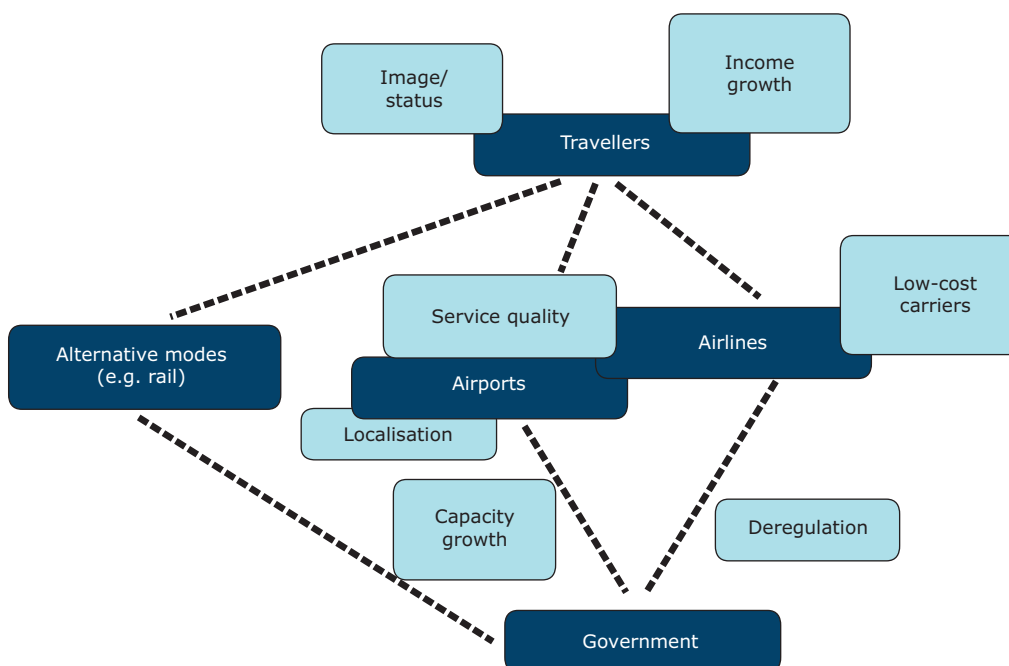 Image/
status
Income
growth
Travellers
Low-cost
carriers
Service quality
Airlines
Alternative modes
(e.g. rail)
Airports
Localisation
Capacity
growth
Deregulation
Government